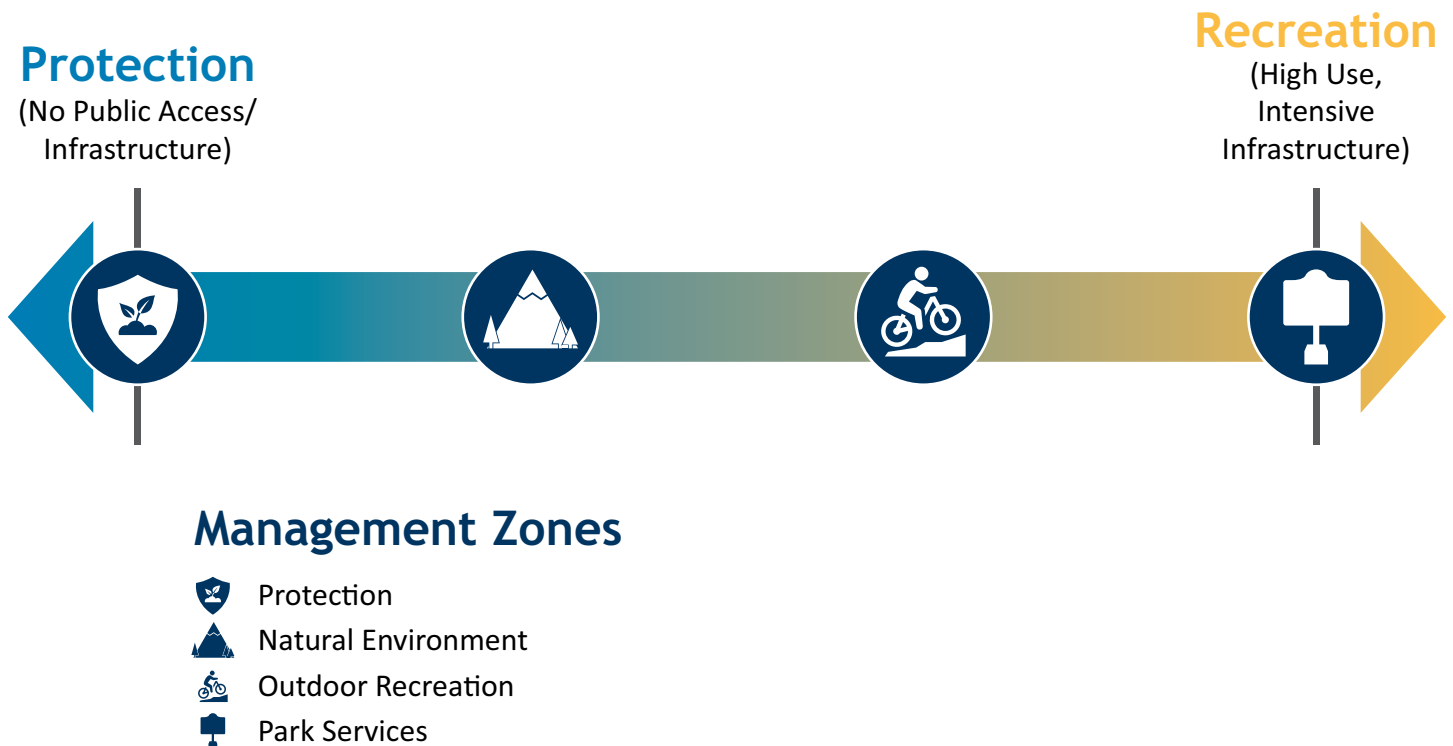 Protection
(No Public Access/
Infrastructure)
Recreation
(High Use,
Intensive
Infrastructure)
Management Zones
Protection
Natural Environment
Outdoor Recreation
Park Services